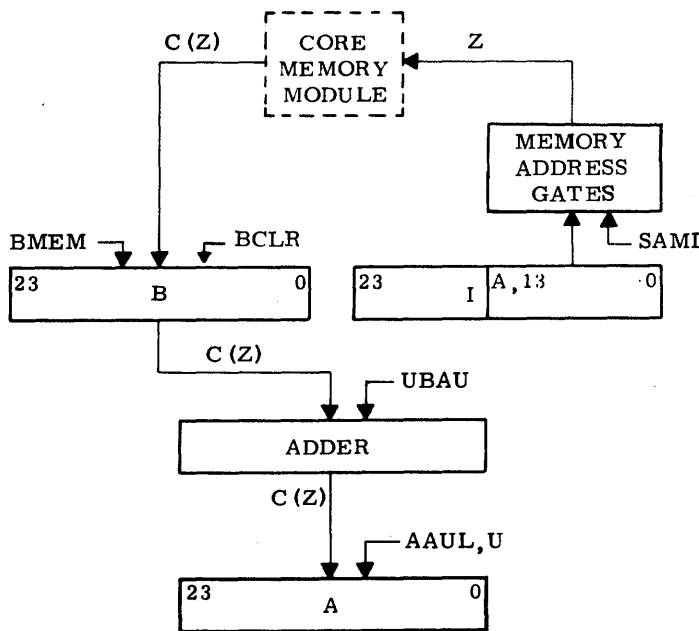 C(Z)
CORE
MEMORY
MODULE
Z
MEMORY
ADDRESS
GATES
BMEM
BCLR
SAMI
23 B 0
23 I A,13 0
C(Z)
UBAU
ADDER
C(Z)
AAUL,U
23 A 0